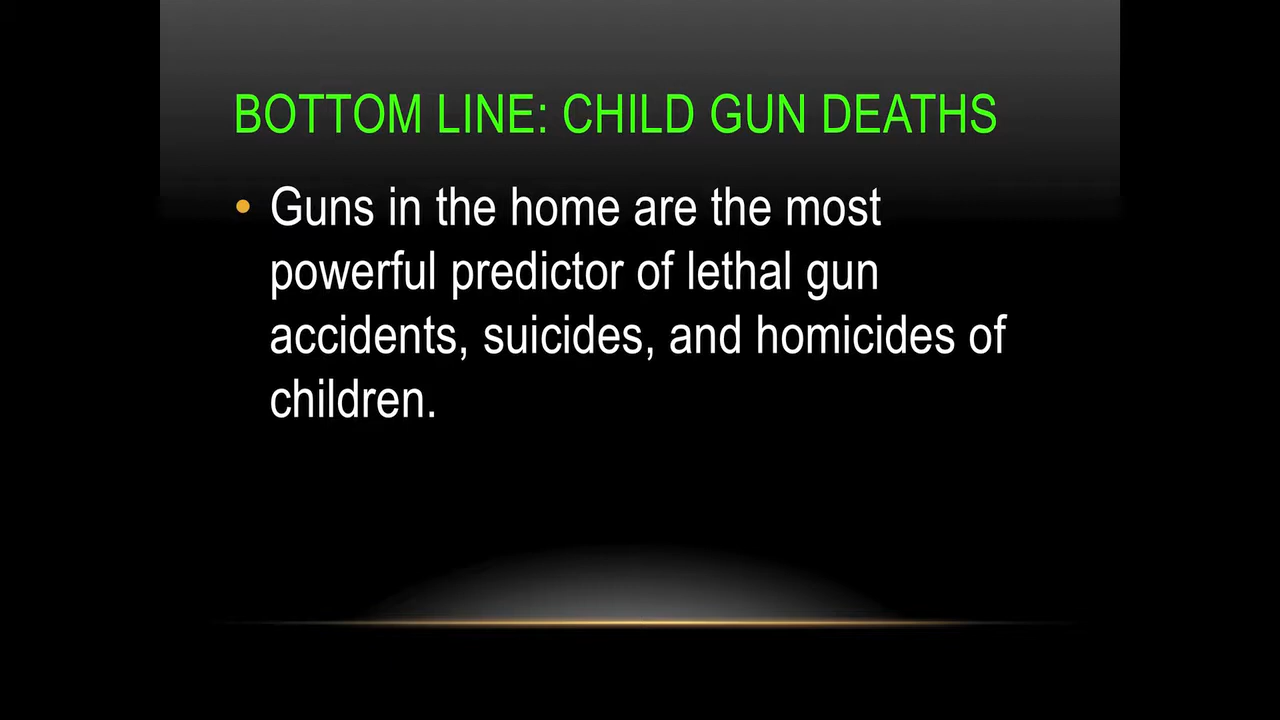 BOTTOM LINE: CHILD GUN DEATHS
• Guns in the home are the most
powerful predictor of lethal gun
accidents, suicides, and homicides of
children.